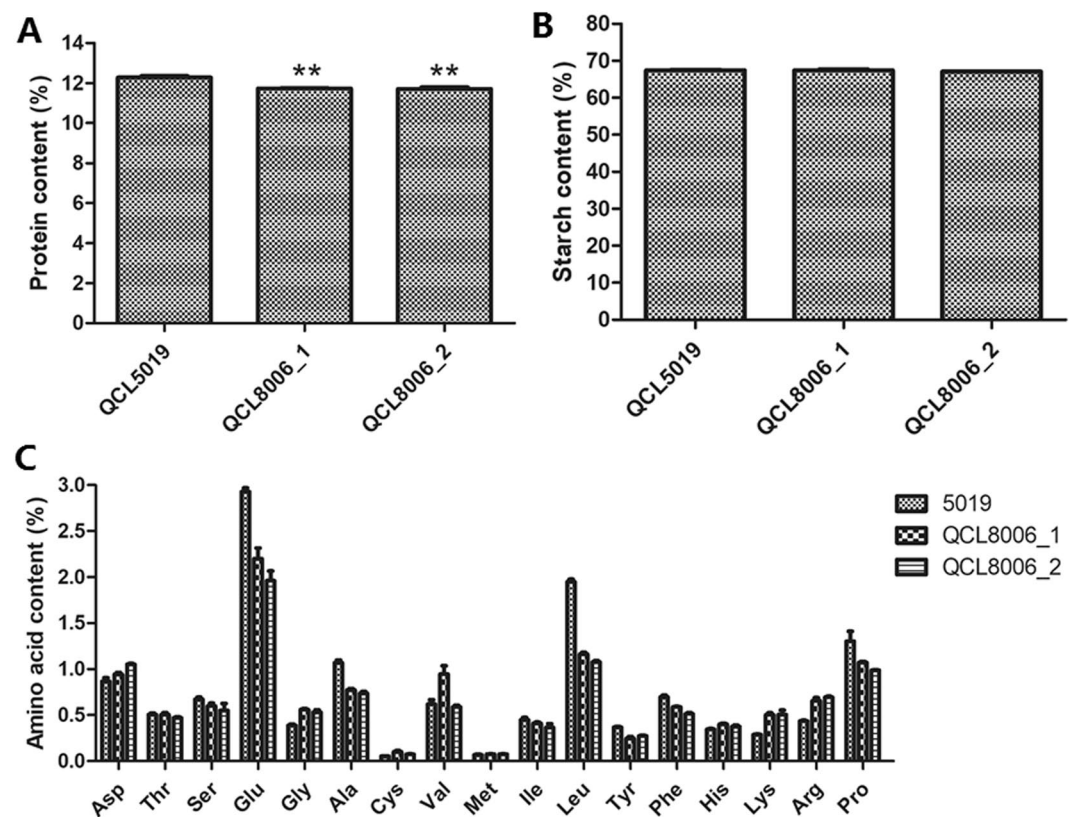 A
Protein content (%)
14
12
10
8
6
4
2
0
**
**
QCL5019
QCL8006_1
QCL8006_2
B
Starch content (%)
80
70
60
50
40
30
20
10
0
QCL5019
QCL8006_1
QCL8006_2
C
Amino acid content (%)
3.0
2.5
2.0
1.5
1.0
0.5
0.0
Asp
Thr
Ser
Glu
Gly
Ala
Cys
Val
Met
Ile
Leu
Tyr
Phe
His
Lys
Arg
Pro
5019
QCL8006_1
QCL8006_2